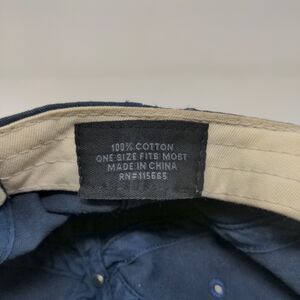 100% COTTON
ONE SIZE FITS MOST
MADE IN CHINA
RN#115665